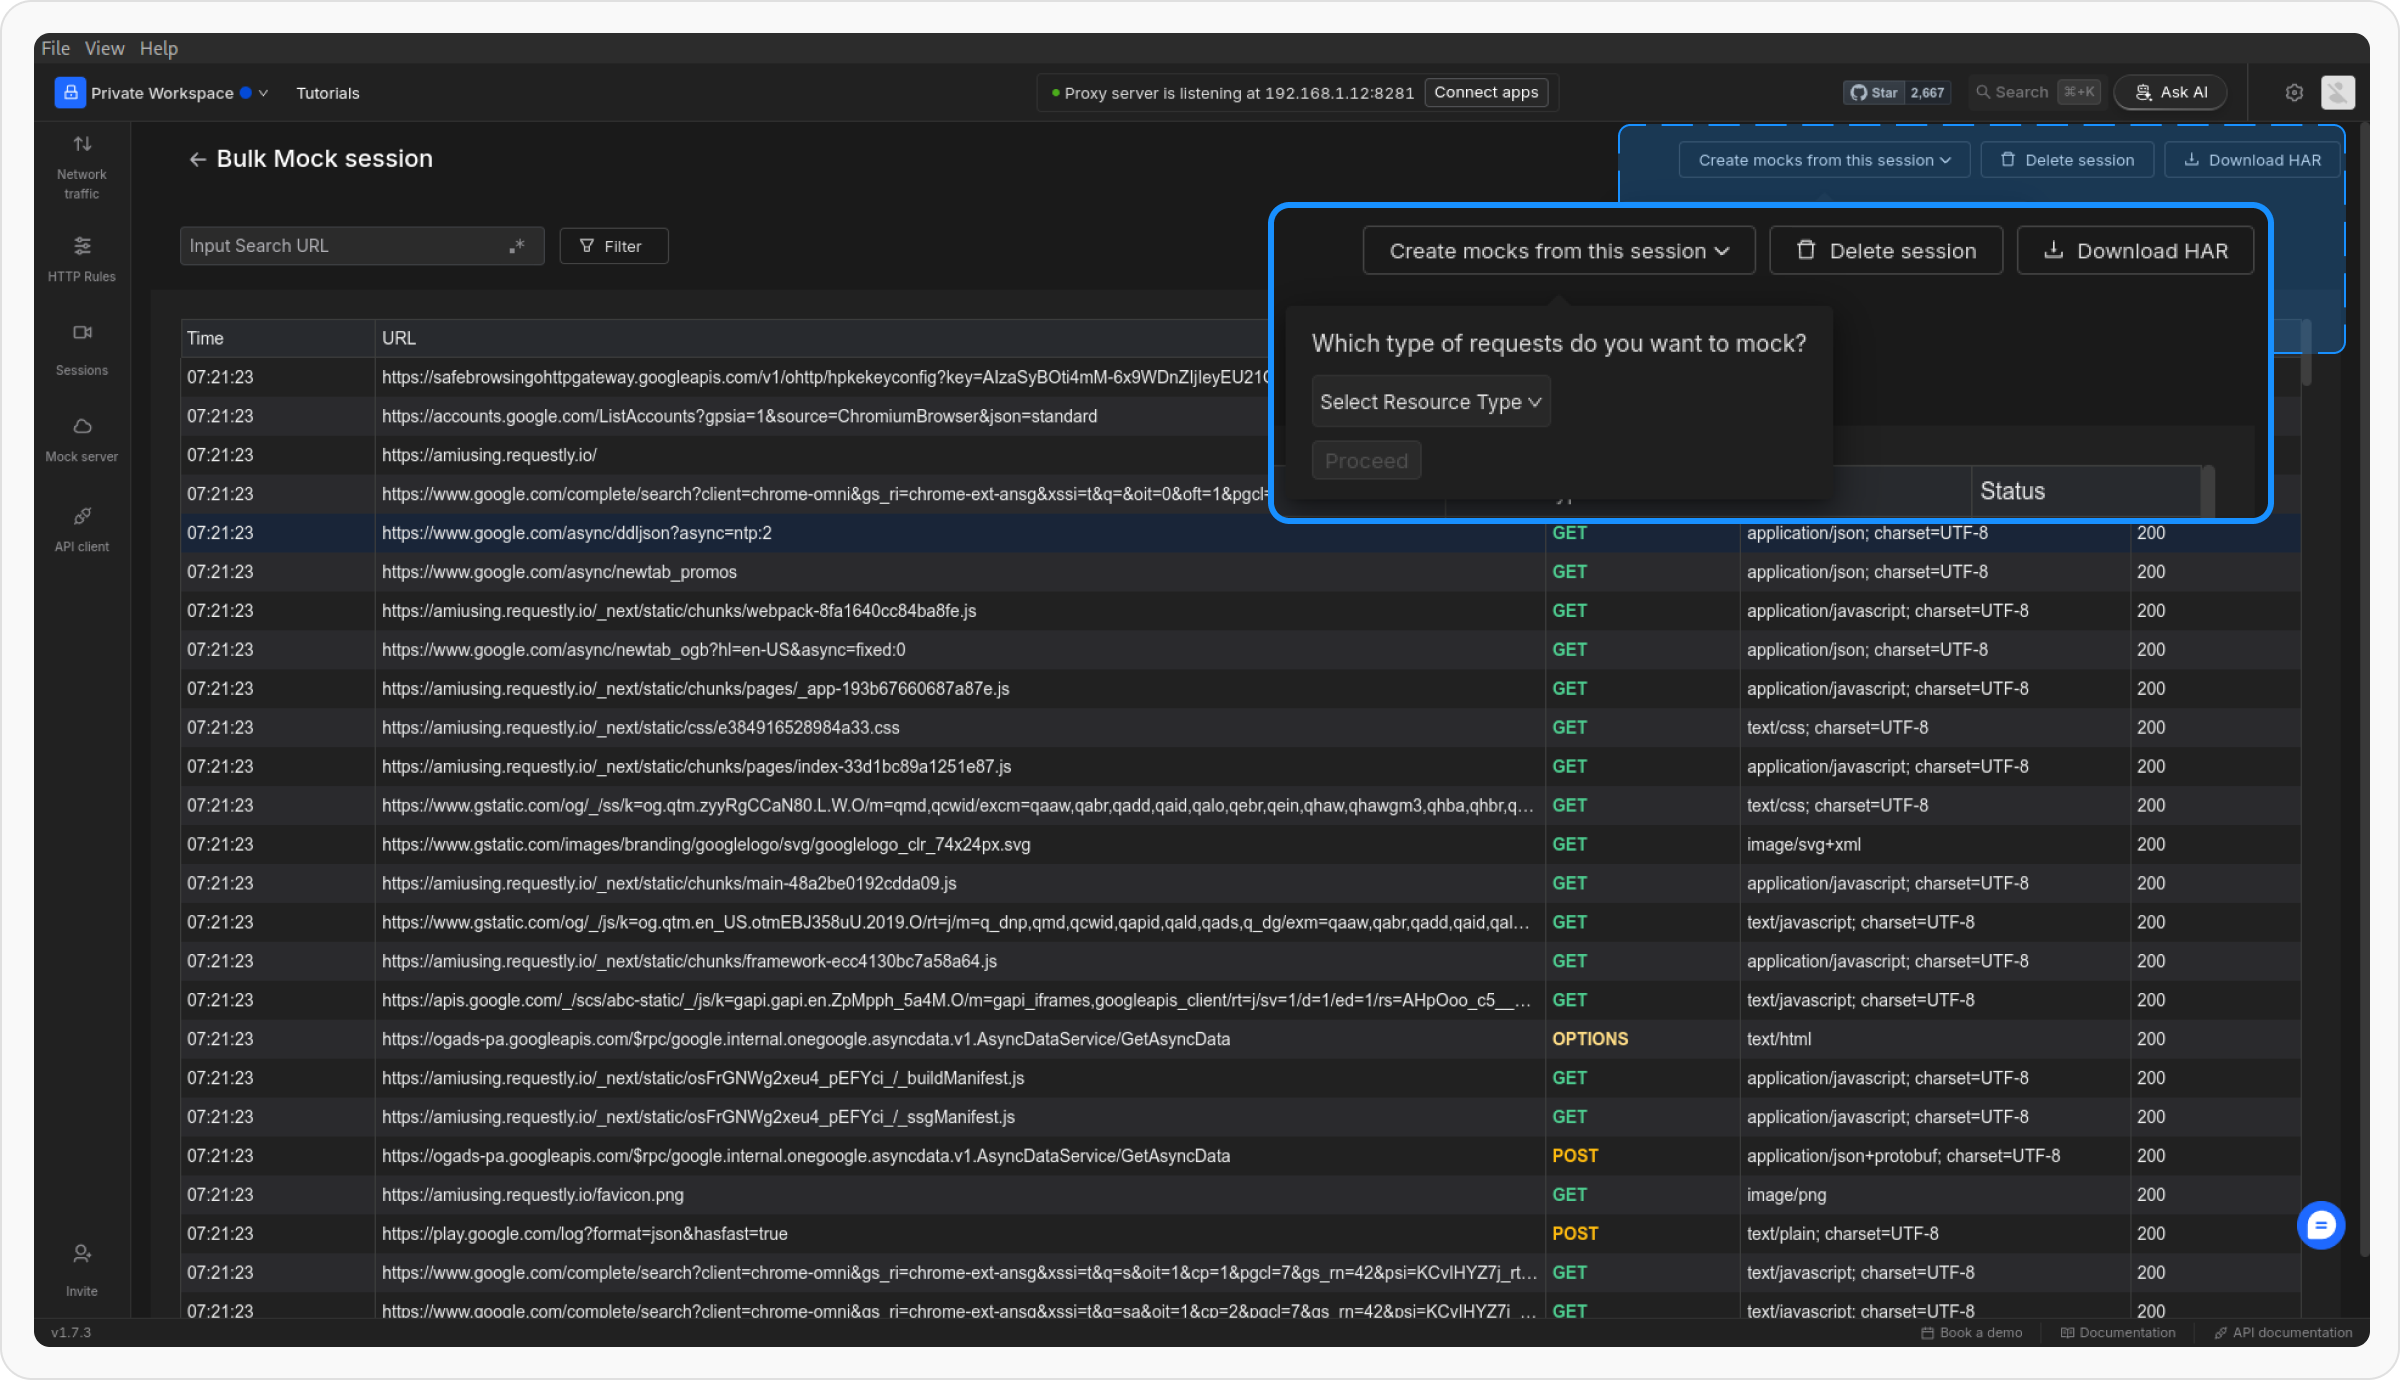 File View Help
Private Workspace Tutorials
Proxy server is listening at 192.168.1.12:8281 Connect apps
Star 2,667 Search ⌘+K Ask AI
Network traffic
HTTP Rules
Sessions
Mock server
API client
Invite
Bulk Mock session
Create mocks from this session Delete session Download HAR
Input Search URL .* Filter
Create mocks from this session Delete session Download HAR
Which type of requests do you want to mock?
Select Resource Type
Proceed
Status
Time URL
07:21:23 https://safebrowsingohttpgateway.googleapis.com/v1/ohttp/hpkekeyconfig?key=AIzaSyBOti4mM-6x9WDnZIjIeyEU21
07:21:23 https://accounts.google.com/ListAccounts?gpsia=1&source=ChromiumBrowser&json=standard
07:21:23 https://amiusing.requestly.io/
07:21:23 https://www.google.com/complete/search?client=chrome-omni&gs_ri=chrome-ext-ansg&xssi=t&q=&oit=0&oft=1&pgcl=
07:21:23 https://www.google.com/async/ddljson?async=ntp:2 GET application/json; charset=UTF-8 200
07:21:23 https://www.google.com/async/newtab_promos GET application/json; charset=UTF-8 200
07:21:23 https://amiusing.requestly.io/_next/static/chunks/webpack-8fa1640cc84ba8fe.js GET application/javascript; charset=UTF-8 200
07:21:23 https://www.google.com/async/newtab_ogb?hl=en-US&async=fixed:0 GET application/json; charset=UTF-8 200
07:21:23 https://amiusing.requestly.io/_next/static/chunks/pages/_app-193b67660687a87e.js GET application/javascript; charset=UTF-8 200
07:21:23 https://amiusing.requestly.io/_next/static/css/e384916528984a33.css GET text/css; charset=UTF-8 200
07:21:23 https://amiusing.requestly.io/_next/static/chunks/pages/index-33d1bc89a1251e87.js GET application/javascript; charset=UTF-8 200
07:21:23 https://www.gstatic.com/og/_/ss/k=og.qtm.zyyRgCCaN80.L.W.O/m=qmd,qcwid/excm=qaaw,qabr,qadd,qaid,qalo,qebr,qein,qhaw,qhawgm3,qhba,qhbr,q… GET text/css; charset=UTF-8 200
07:21:23 https://www.gstatic.com/images/branding/googlelogo/svg/googlelogo_clr_74x24px.svg GET image/svg+xml 200
07:21:23 https://amiusing.requestly.io/_next/static/chunks/main-48a2be0192cdda09.js GET application/javascript; charset=UTF-8 200
07:21:23 https://www.gstatic.com/og/_/js/k=og.qtm.en_US.otmEBJ358uU.2019.O/rt=j/m=q_dnp,qmd,qcwid,qapid,qald,qads,q_dg/exm=qaaw,qabr,qadd,qaid,qal… GET text/javascript; charset=UTF-8 200
07:21:23 https://amiusing.requestly.io/_next/static/chunks/framework-ecc4130bc7a58a64.js GET application/javascript; charset=UTF-8 200
07:21:23 https://apis.google.com/_/scs/abc-static/_/js/k=gapi.gapi.en.ZpMpph_5a4M.O/m=gapi_iframes,googleapis_client/rt=j/sv=1/d=1/ed=1/rs=AHpOoo_c5__… GET text/javascript; charset=UTF-8 200
07:21:23 https://ogads-pa.googleapis.com/$rpc/google.internal.onegoogle.asyncdata.v1.AsyncDataService/GetAsyncData OPTIONS text/html 200
07:21:23 https://amiusing.requestly.io/_next/static/osFrGNWg2xeu4_pEFYci_/_buildManifest.js GET application/javascript; charset=UTF-8 200
07:21:23 https://amiusing.requestly.io/_next/static/osFrGNWg2xeu4_pEFYci_/_ssgManifest.js GET application/javascript; charset=UTF-8 200
07:21:23 https://ogads-pa.googleapis.com/$rpc/google.internal.onegoogle.asyncdata.v1.AsyncDataService/GetAsyncData POST application/json+protobuf; charset=UTF-8 200
07:21:23 https://amiusing.requestly.io/favicon.png GET image/png 200
07:21:23 https://play.google.com/log?format=json&hasfast=true POST text/plain; charset=UTF-8 200
07:21:23 https://www.google.com/complete/search?client=chrome-omni&gs_ri=chrome-ext-ansg&xssi=t&q=s&oit=1&cp=1&pgcl=7&gs_rn=42&psi=KCvlHYZ7j_rt… GET text/javascript; charset=UTF-8 200
07:21:23 https://www.google.com/complete/search?client=chrome-omni&gs_ri=chrome-ext-ansg&xssi=t&q=sa&oit=1&cp=2&pgcl=7&gs_rn=42&psi=KCvlHYZ7j_… GET text/javascript; charset=UTF-8 200
v1.7.3 Book a demo Documentation API documentation